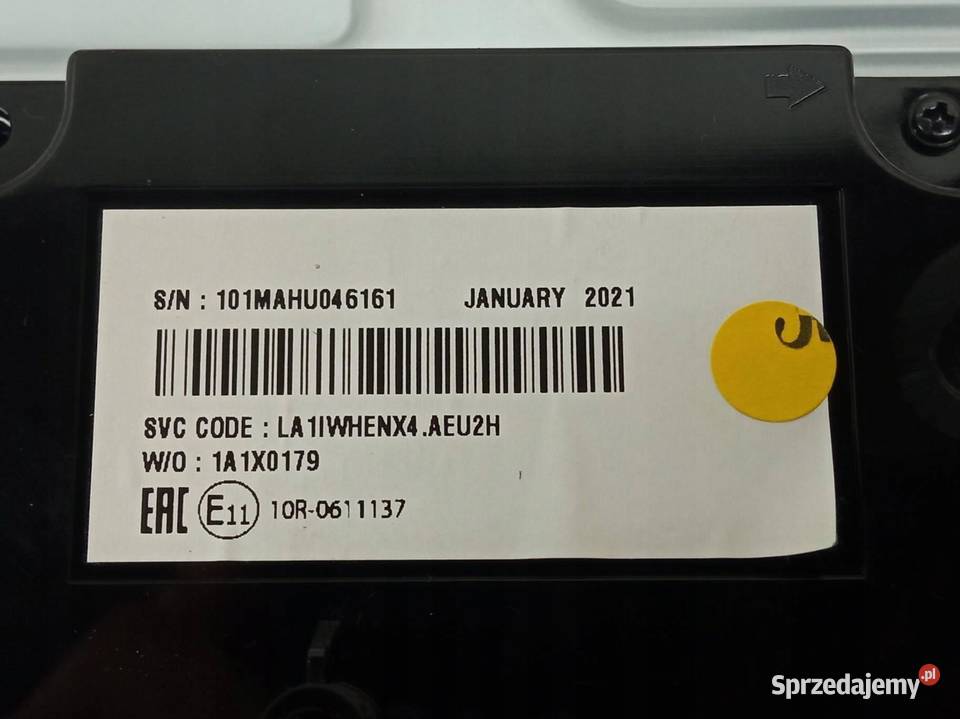 S/N : 101MAHU046161 JANUARY 2021
SVC CODE : LA1IWHENX4.AEU2H
W/O : 1A1X0179
EAC E11 10R-0611137
Sprzedajemy.pl